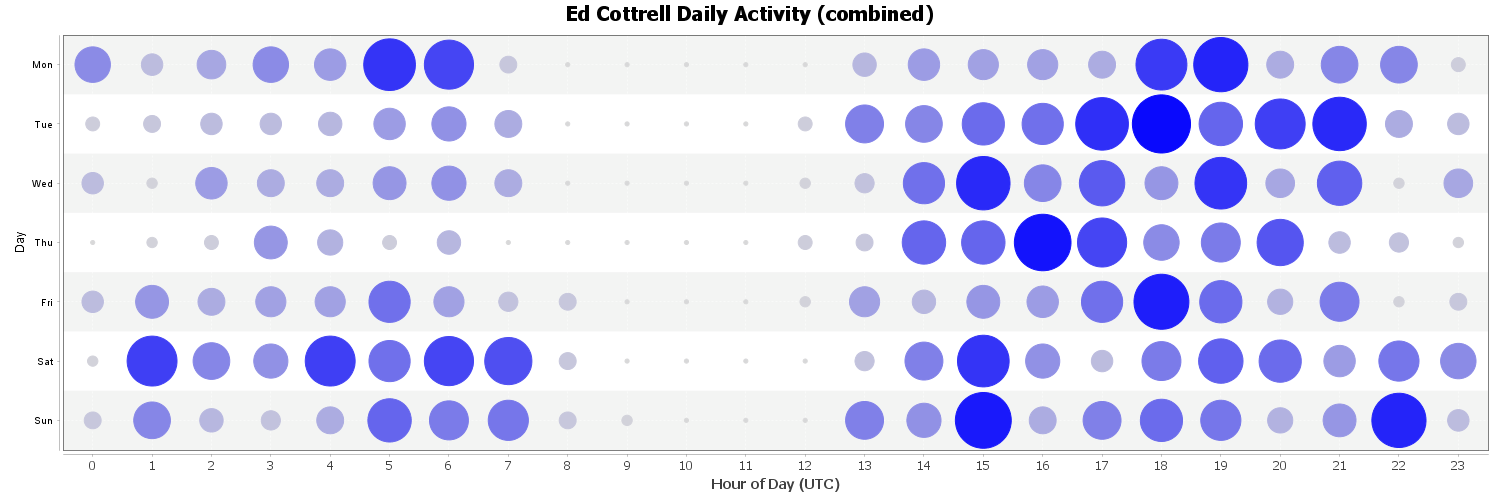 Ed Cottrell Daily Activity (combined)
Day
Mon
Tue
Wed
Thu
Fri
Sat
Sun
0 1 2 3 4 5 6 7 8 9 10 11 12 13 14 15 16 17 18 19 20 21 22 23
Hour of Day (UTC)